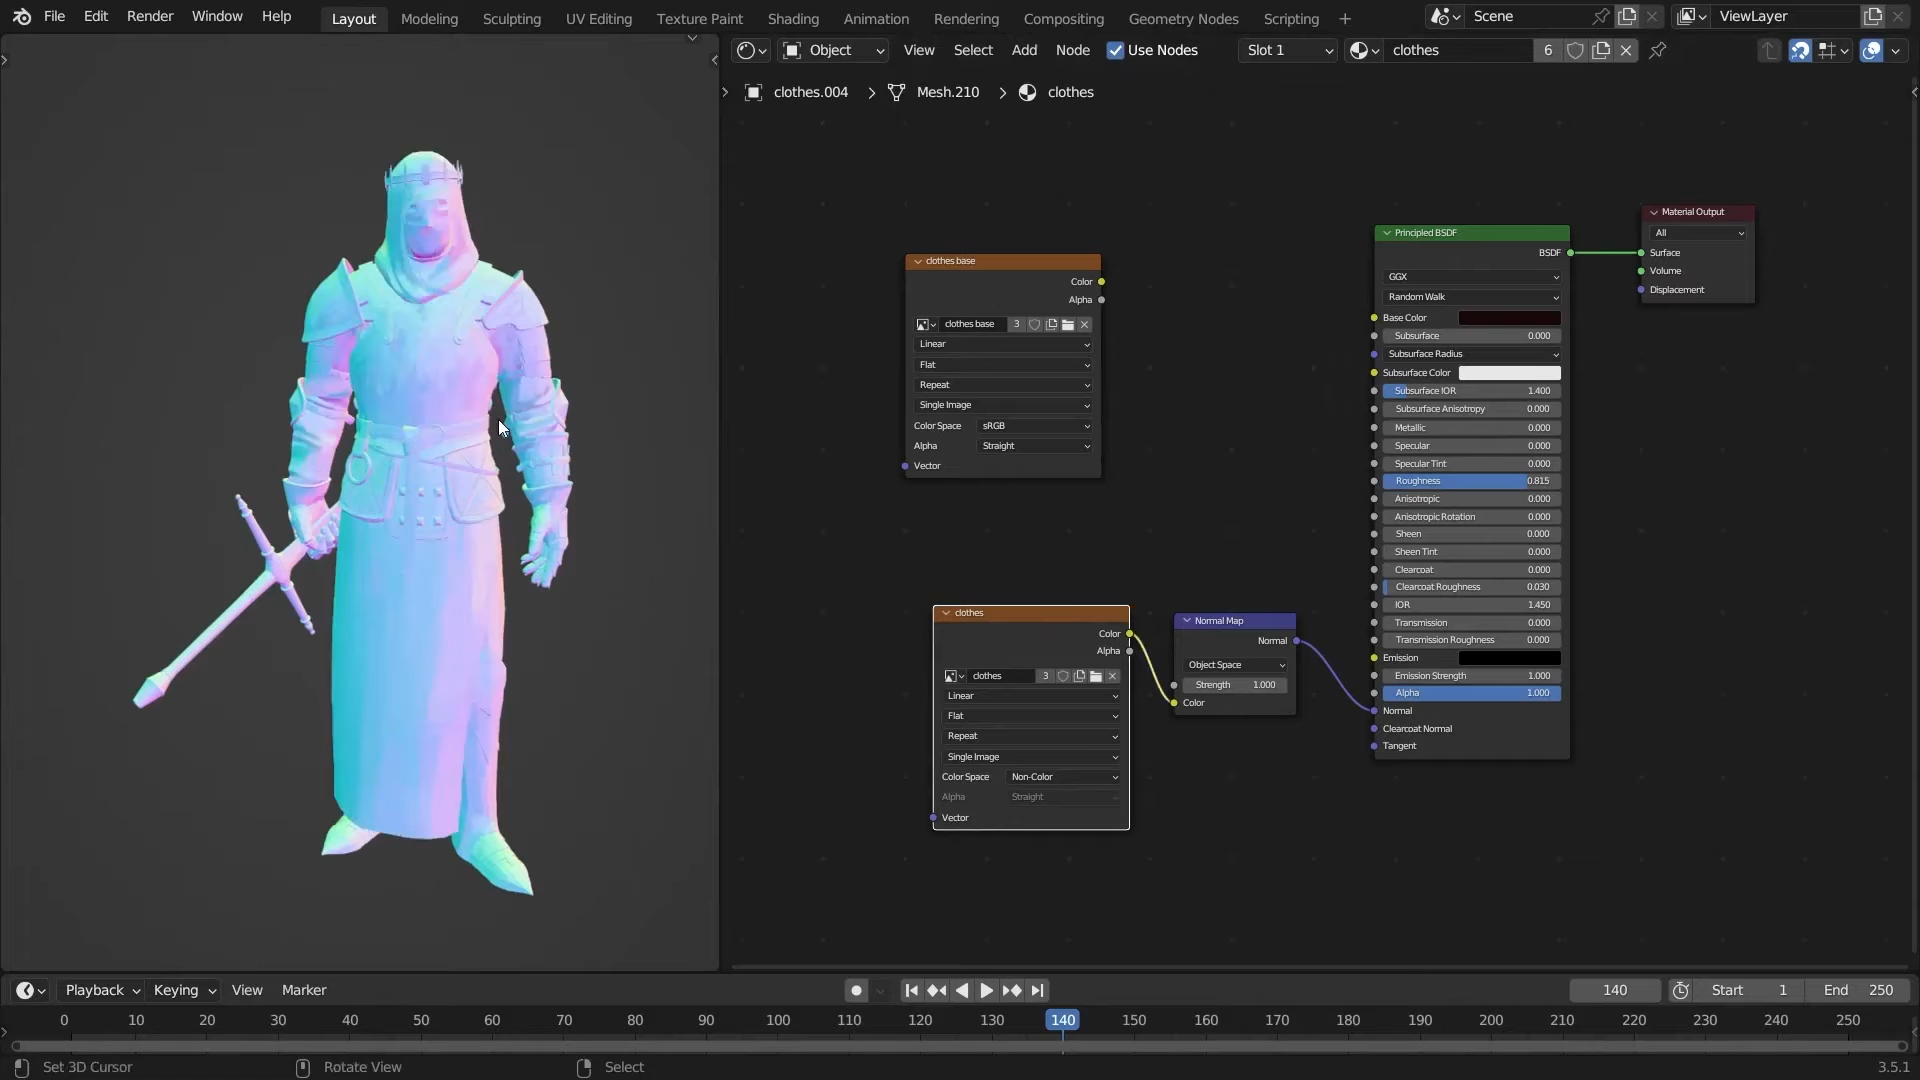 File Edit Render Window Help Layout Modeling Sculpting UV Editing Texture Paint Shading Animation Rendering Compositing Geometry Nodes Scripting + Scene ViewLayer
Object View Select Add Node Use Nodes Slot 1 clothes 6
clothes.004 > Mesh.210 > clothes
clothes base
Color
Alpha
clothes base 3
Linear
Flat
Repeat
Single Image
Color Space sRGB
Alpha Straight
Vector
clothes
Color
Alpha
clothes 3
Linear
Flat
Repeat
Single Image
Color Space Non-Color
Alpha Straight
Vector
Normal Map
Normal
Object Space
Strength 1.000
Color
Principled BSDF
BSDF
GGX
Random Walk
Base Color
Subsurface 0.000
Subsurface Radius
Subsurface Color
Subsurface IOR 1.400
Subsurface Anisotropy 0.000
Metallic 0.000
Specular 0.000
Specular Tint 0.000
Roughness 0.815
Anisotropic 0.000
Anisotropic Rotation 0.000
Sheen 0.000
Sheen Tint 0.000
Clearcoat 0.000
Clearcoat Roughness 0.030
IOR 1.450
Transmission 0.000
Transmission Roughness 0.000
Emission
Emission Strength 1.000
Alpha 1.000
Normal
Clearcoat Normal
Tangent
Material Output
All
Surface
Volume
Displacement
Playback Keying View Marker 140 Start 1 End 250
0 10 20 30 40 50 60 70 80 90 100 110 120 130 140 150 160 170 180 190 200 210 220 230 240 250
Set 3D Cursor Rotate View Select 3.5.1